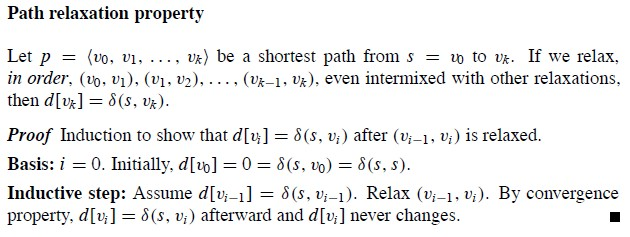 Path relaxation property
Let p = ⟨v₀, v₁, . . . , vₖ⟩ be a shortest path from s = v₀ to vₖ. If we relax,
in order, (v₀, v₁), (v₁, v₂), . . . , (vₖ₋₁, vₖ), even intermixed with other relaxations,
then d[vₖ] = δ(s, vₖ).
Proof Induction to show that d[vᵢ] = δ(s, vᵢ) after (vᵢ₋₁, vᵢ) is relaxed.
Basis: i = 0. Initially, d[v₀] = 0 = δ(s, v₀) = δ(s, s).
Inductive step: Assume d[vᵢ₋₁] = δ(s, vᵢ₋₁). Relax (vᵢ₋₁, vᵢ). By convergence
property, d[vᵢ] = δ(s, vᵢ) afterward and d[vᵢ] never changes. ■